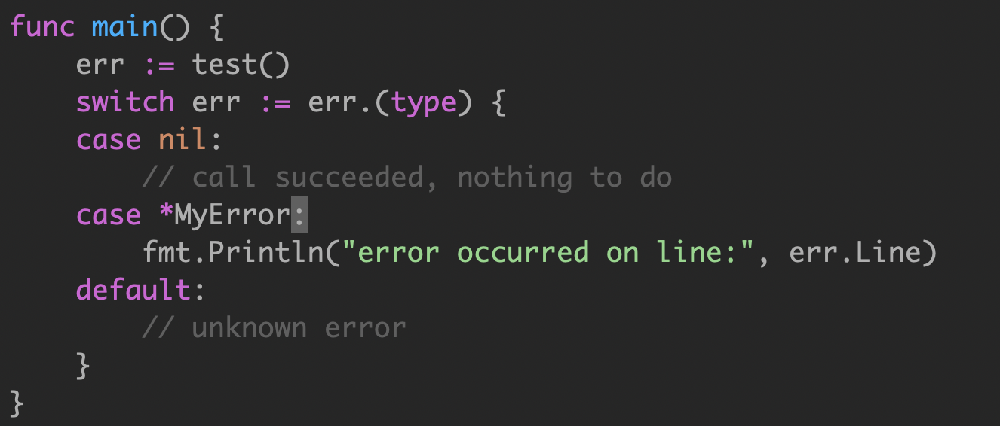 func main() {
    err := test()
    switch err := err.(type) {
    case nil:
        // call succeeded, nothing to do
    case *MyError:
        fmt.Println("error occurred on line:", err.Line)
    default:
        // unknown error
    }
}